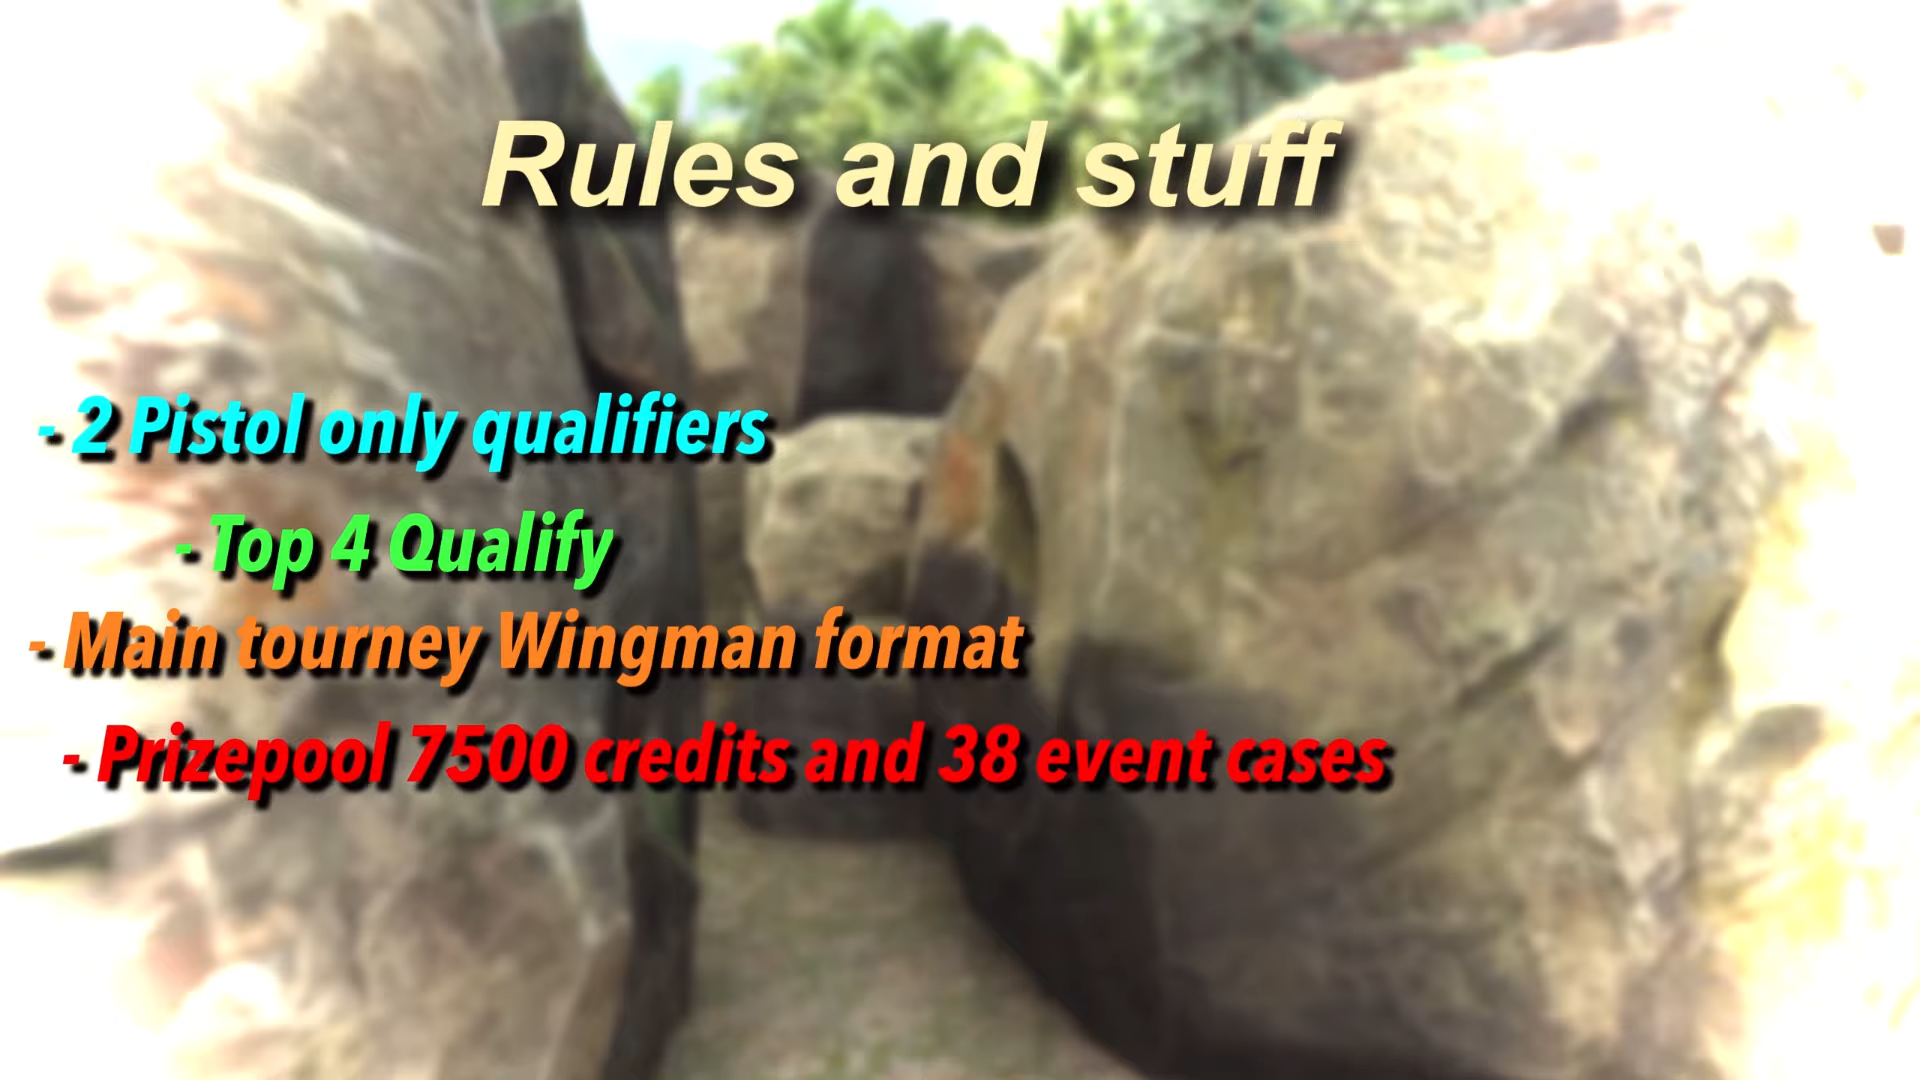 Rules and stuff
- 2 Pistol only qualifiers
- Top 4 Qualify
- Main tourney Wingman format
- Prizepool 7500 credits and 38 event cases